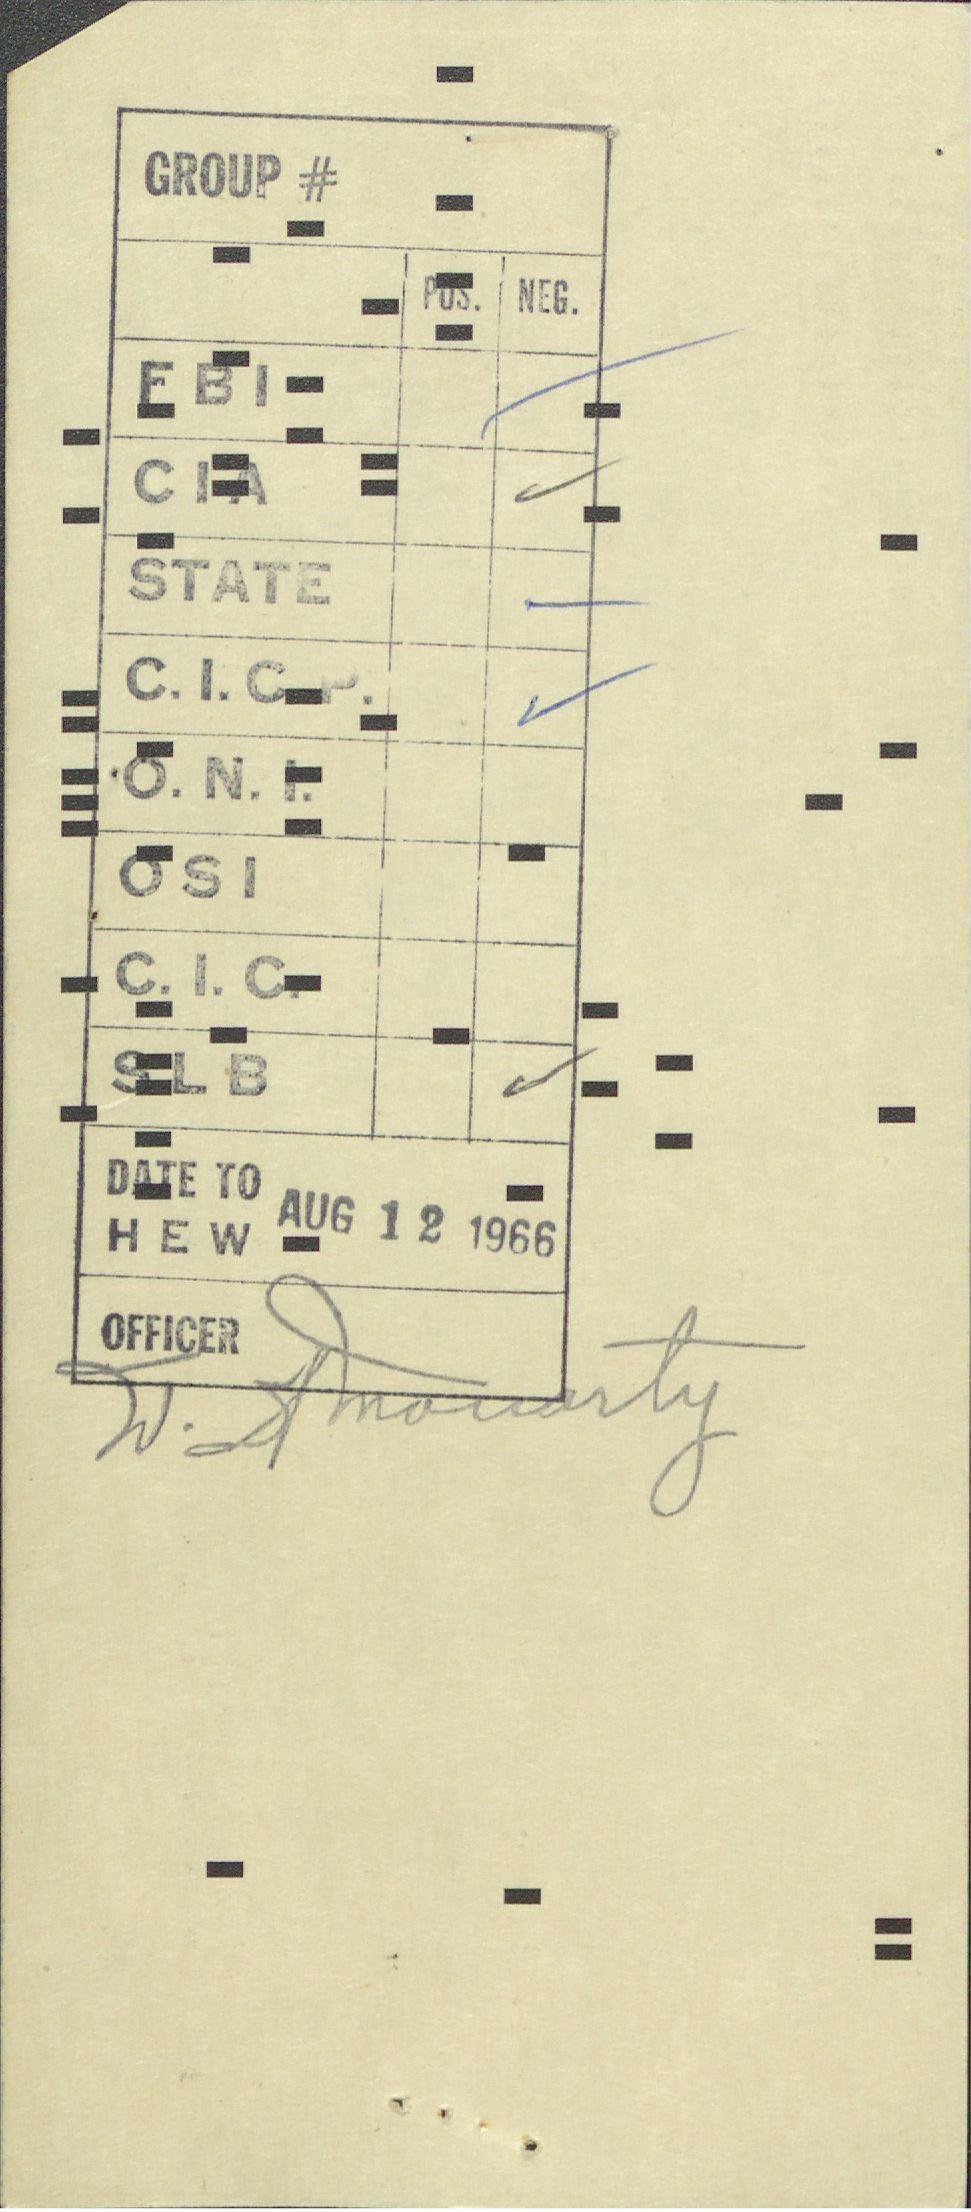 GROUP #
POS. NEG.
FBI
CIA ✓
STATE
C.I.C.P. ✓
O.N.I.
OSI
C.I.C.
SLB ✓
DATE TO
HEW AUG 12 1966
OFFICER
W. Moriarty